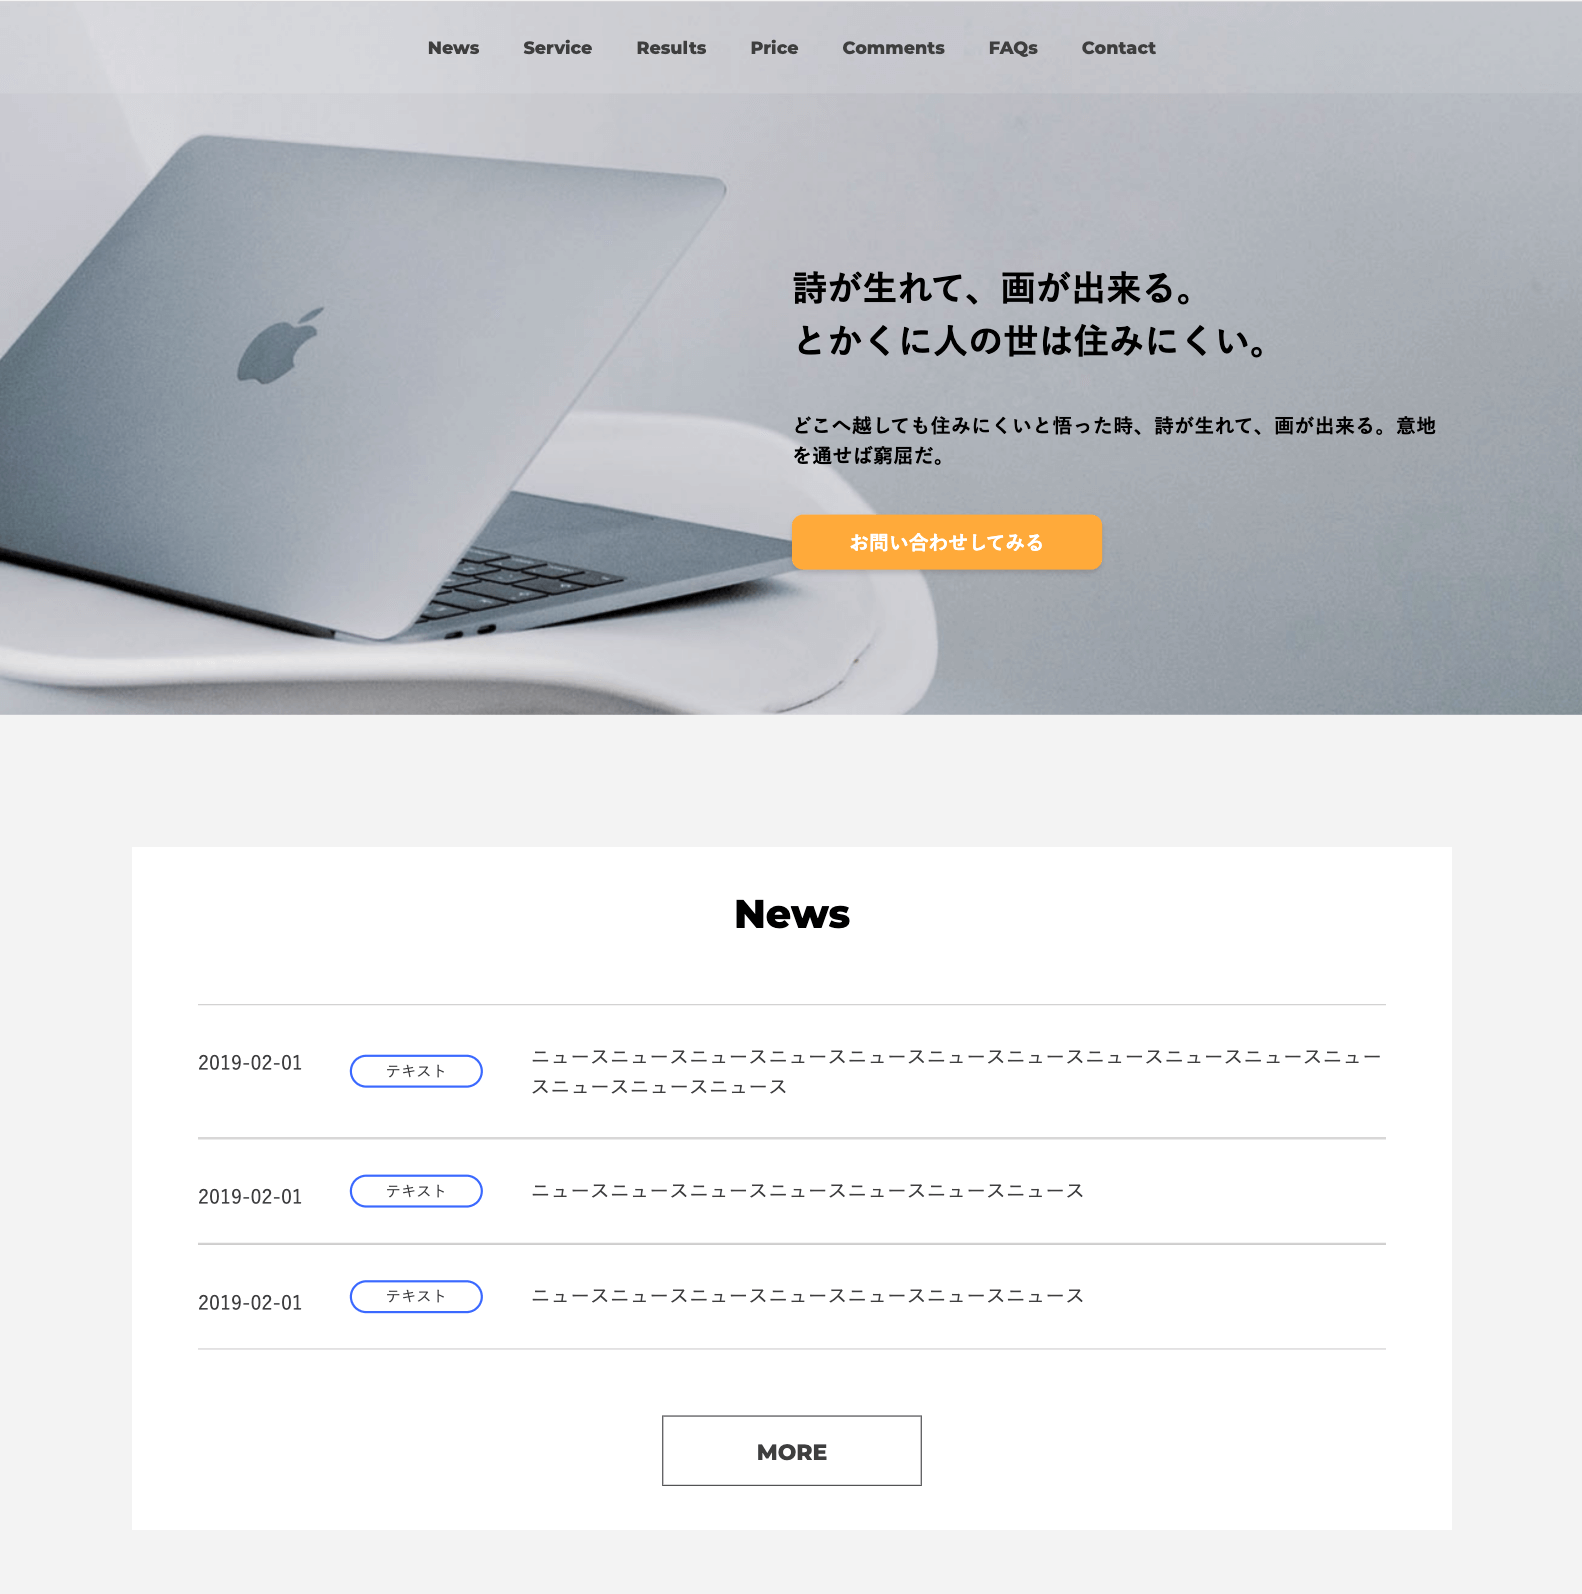 News Service Results Price Comments FAQs Contact
詩が生れて、画が出来る。
とかくに人の世は住みにくい。
どこへ越しても住みにくいと悟った時、詩が生れて、画が出来る。意地
を通せば窮屈だ。
お問い合わせしてみる
News
2019-02-01 テキスト ニュースニュースニュースニュースニュースニュースニュースニュースニュースニュースニュー
スニュースニュースニュース
2019-02-01 テキスト ニュースニュースニュースニュースニュースニュースニュース
2019-02-01 テキスト ニュースニュースニュースニュースニュースニュースニュース
MORE